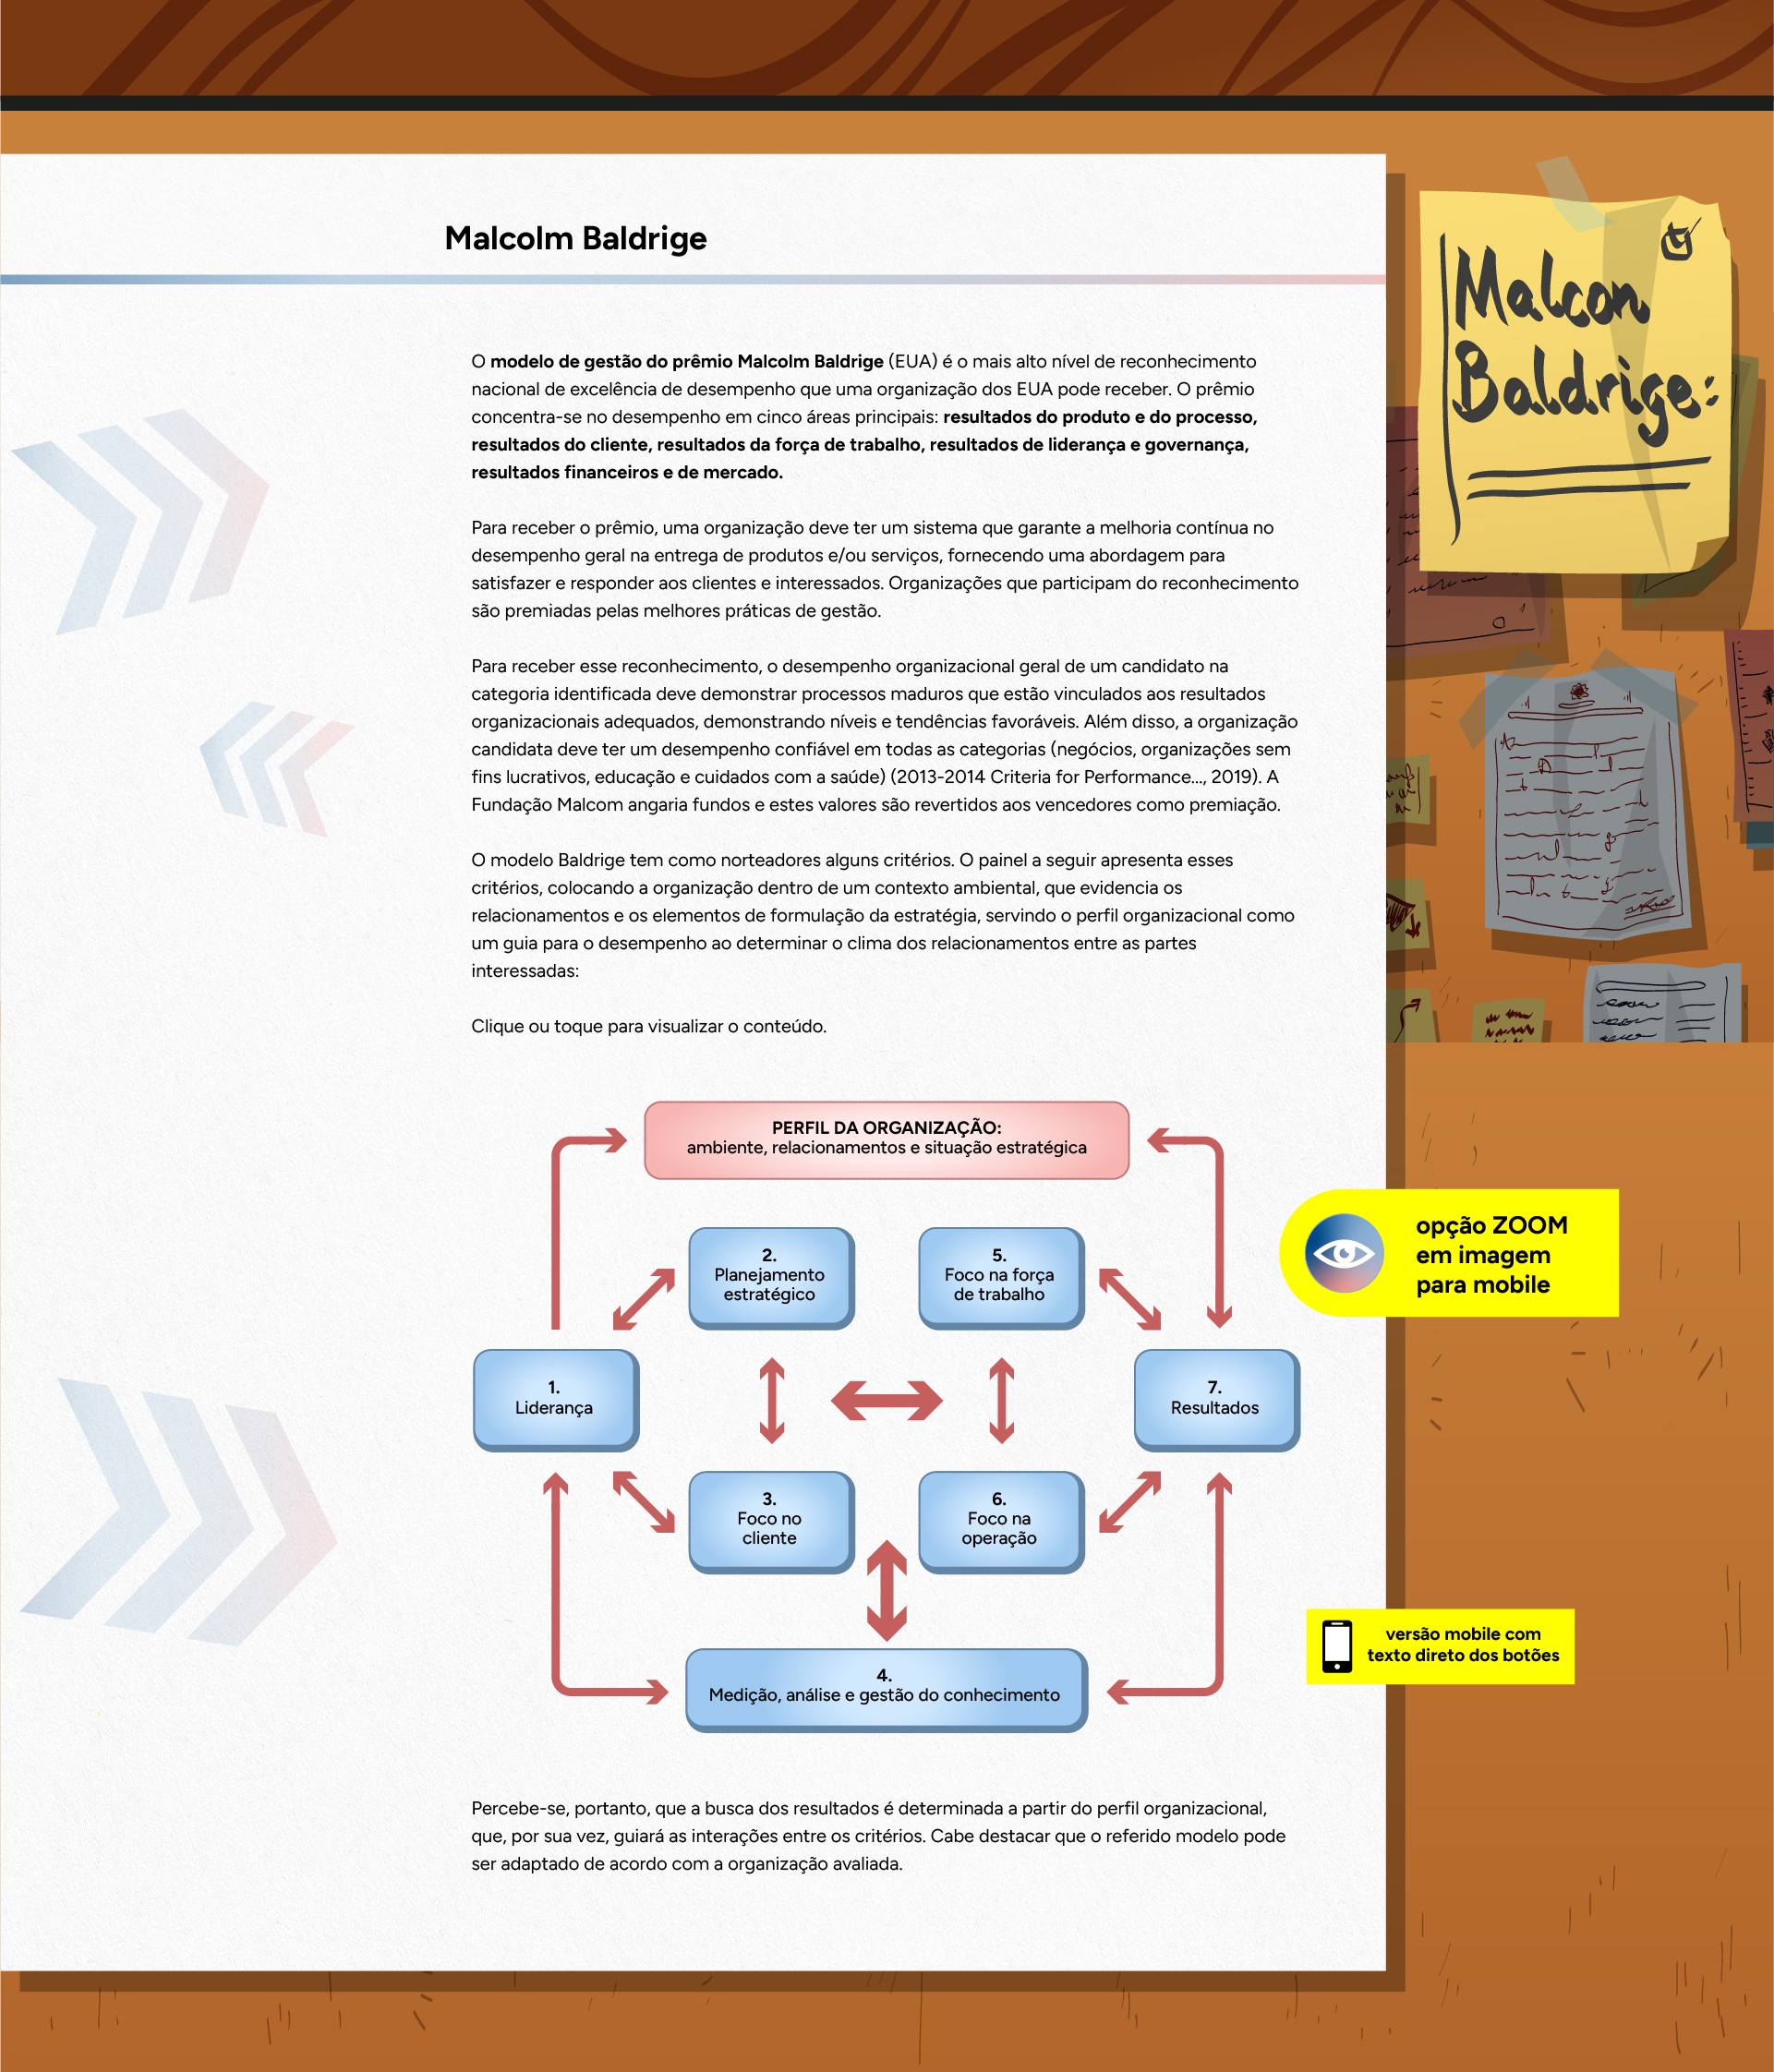 Malcolm Baldrige
Malcon
Baldrige:
O modelo de gestão do prêmio Malcolm Baldrige (EUA) é o mais alto nível de reconhecimento
nacional de excelência de desempenho que uma organização dos EUA pode receber. O prêmio
concentra-se no desempenho em cinco áreas principais: resultados do produto e do processo,
resultados do cliente, resultados da força de trabalho, resultados de liderança e governança,
resultados financeiros e de mercado.
Para receber o prêmio, uma organização deve ter um sistema que garante a melhoria contínua no
desempenho geral na entrega de produtos e/ou serviços, fornecendo uma abordagem para
satisfazer e responder aos clientes e interessados. Organizações que participam do reconhecimento
são premiadas pelas melhores práticas de gestão.
Para receber esse reconhecimento, o desempenho organizacional geral de um candidato na
categoria identificada deve demonstrar processos maduros que estão vinculados aos resultados
organizacionais adequados, demonstrando níveis e tendências favoráveis. Além disso, a organização
candidata deve ter um desempenho confiável em todas as categorias (negócios, organizações sem
fins lucrativos, educação e cuidados com a saúde) (2013-2014 Criteria for Performance..., 2019). A
Fundação Malcom angaria fundos e estes valores são revertidos aos vencedores como premiação.
O modelo Baldrige tem como norteadores alguns critérios. O painel a seguir apresenta esses
critérios, colocando a organização dentro de um contexto ambiental, que evidencia os
relacionamentos e os elementos de formulação da estratégia, servindo o perfil organizacional como
um guia para o desempenho ao determinar o clima dos relacionamentos entre as partes
interessadas:
Clique ou toque para visualizar o conteúdo.
PERFIL DA ORGANIZAÇÃO:
ambiente, relacionamentos e situação estratégica
opção ZOOM
em imagem
para mobile
1.
Liderança
2.
Planejamento
estratégico
3.
Foco no
cliente
4.
Medição, análise e gestão do conhecimento
5.
Foco na força
de trabalho
6.
Foco na
operação
7.
Resultados
versão mobile com
texto direto dos botões
Percebe-se, portanto, que a busca dos resultados é determinada a partir do perfil organizacional,
que, por sua vez, guiará as interações entre os critérios. Cabe destacar que o referido modelo pode
ser adaptado de acordo com a organização avaliada.